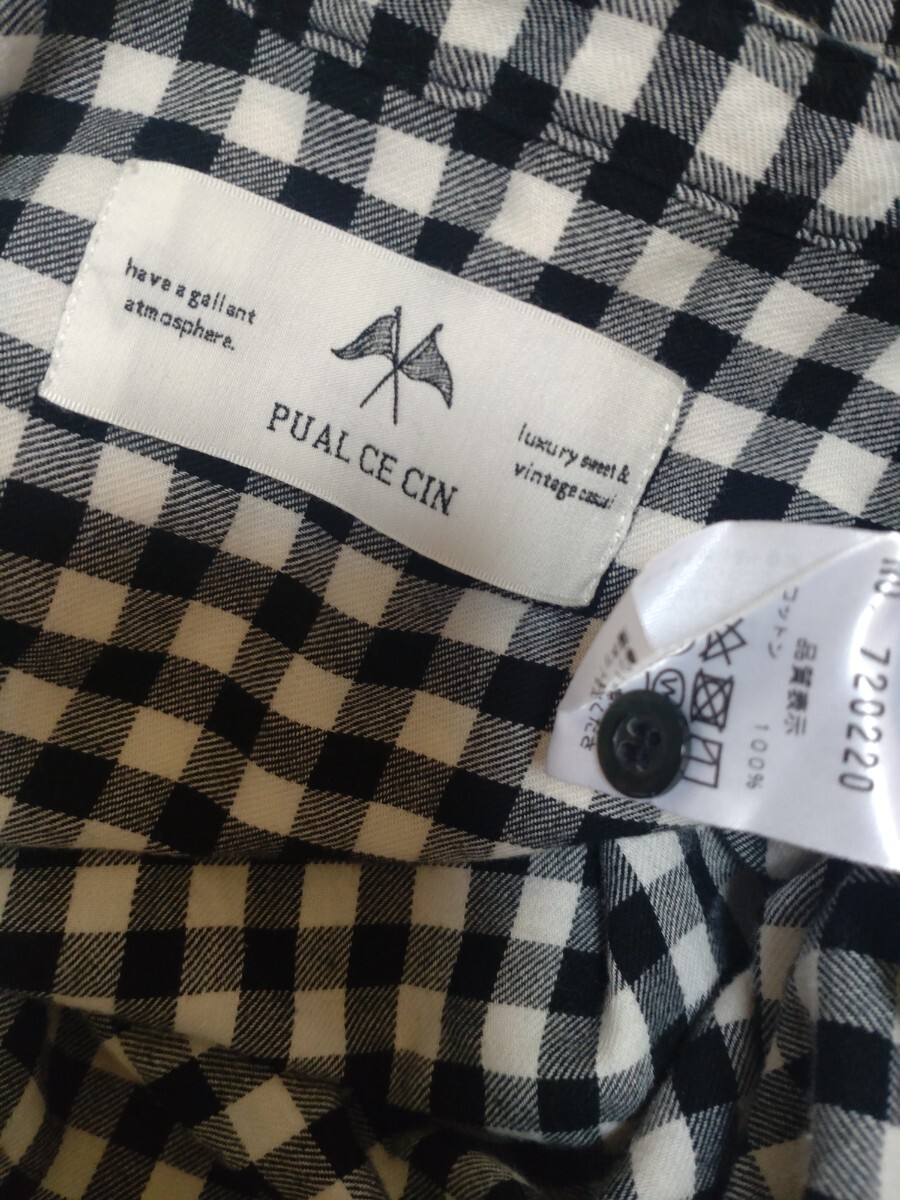 have a gallant
atmosphere.
PUAL CE CIN
luxury sweet &
vintage casual
720220
品質表示
コットン 100%